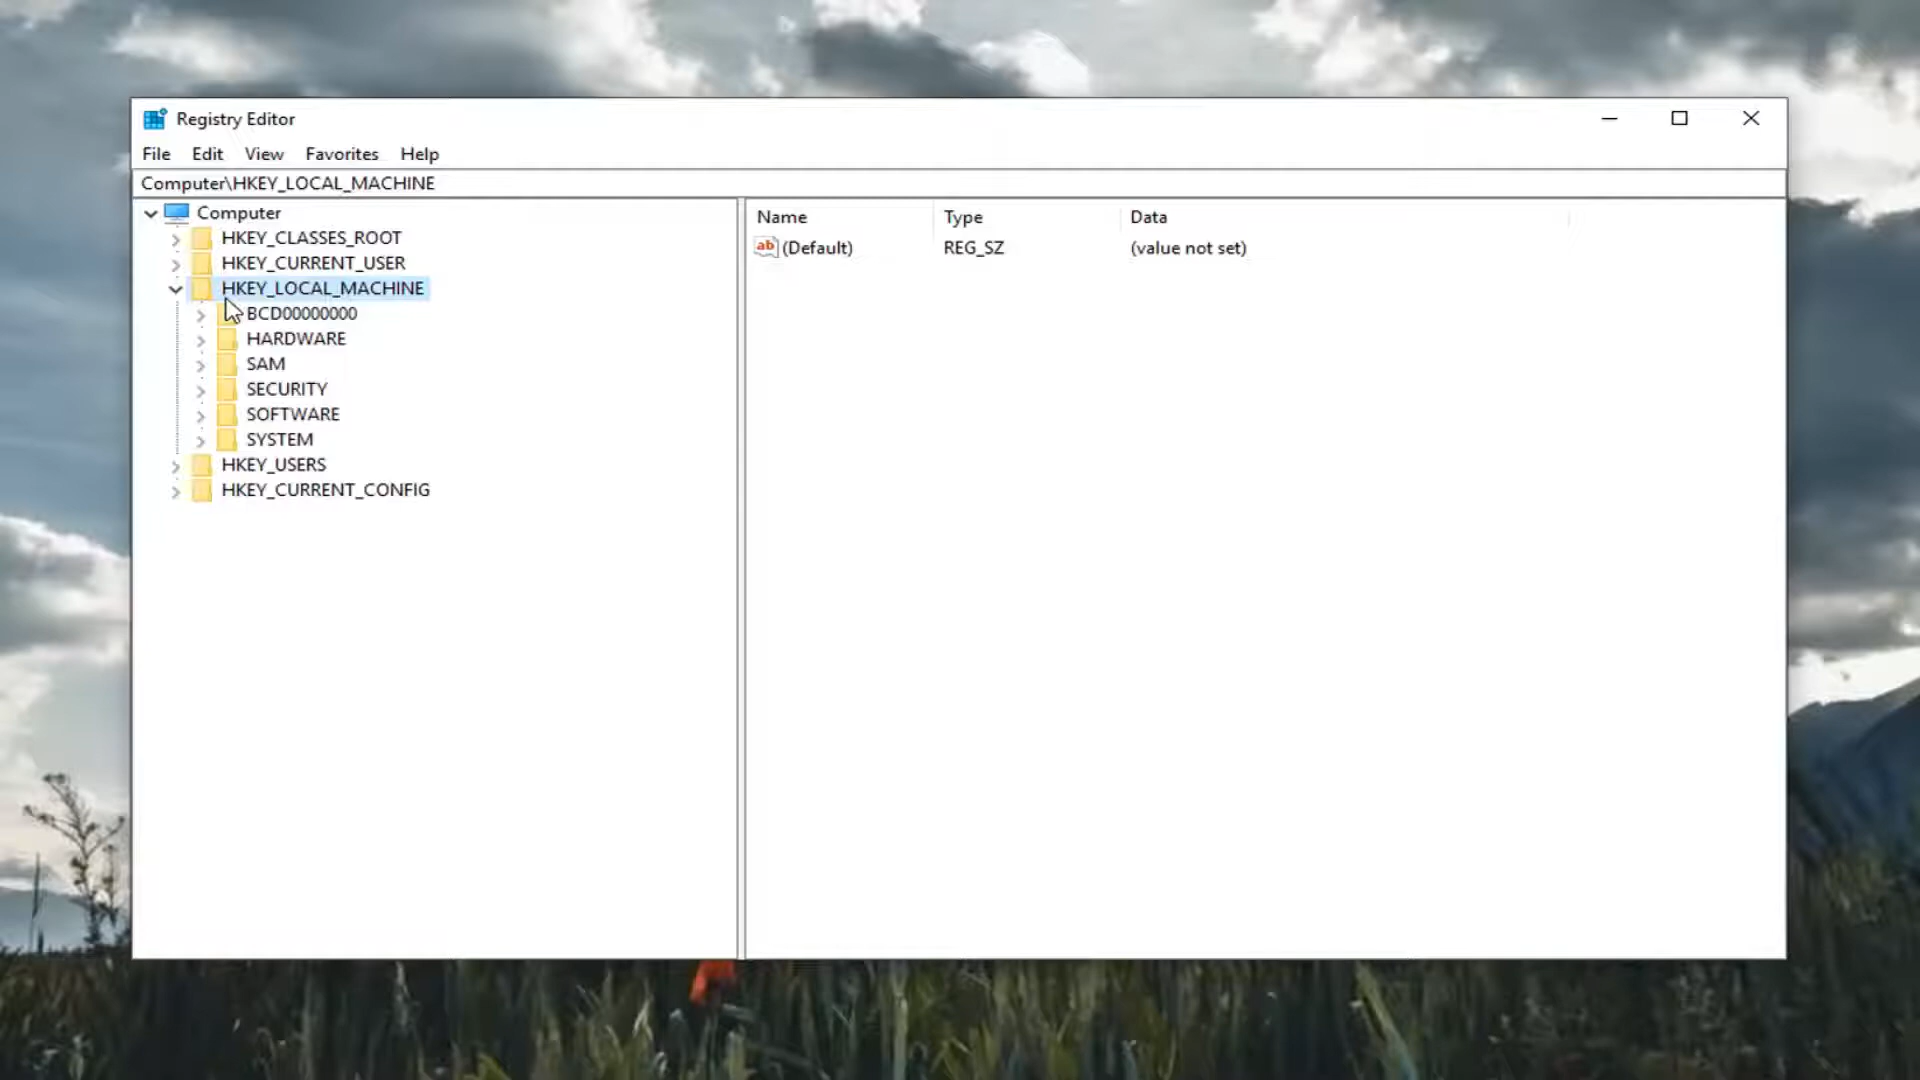 Registry Editor
File Edit View Favorites Help
Computer\HKEY_LOCAL_MACHINE
Computer
HKEY_CLASSES_ROOT
HKEY_CURRENT_USER
HKEY_LOCAL_MACHINE
BCD00000000
HARDWARE
SAM
SECURITY
SOFTWARE
SYSTEM
HKEY_USERS
HKEY_CURRENT_CONFIG
Name Type Data
ab (Default) REG_SZ (value not set)